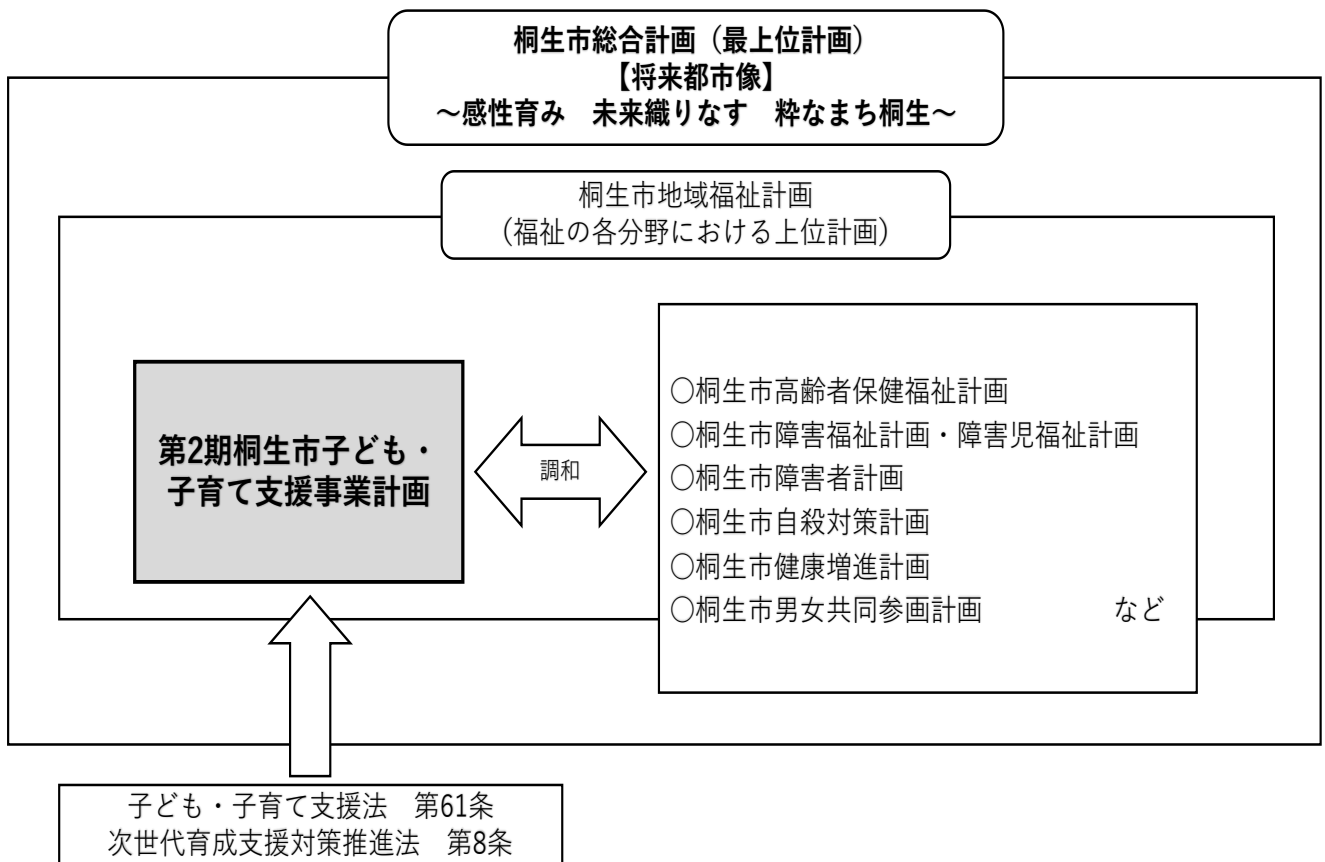 桐生市総合計画（最上位計画）
【将来都市像】
～感性育み　未来織りなす　粋なまち桐生～
桐生市地域福祉計画
（福祉の各分野における上位計画）
第2期桐生市子ども・
子育て支援事業計画
調和
○桐生市高齢者保健福祉計画
○桐生市障害福祉計画・障害児福祉計画
○桐生市障害者計画
○桐生市自殺対策計画
○桐生市健康増進計画
○桐生市男女共同参画計画　　　　など
子ども・子育て支援法　第61条
次世代育成支援対策推進法　第8条